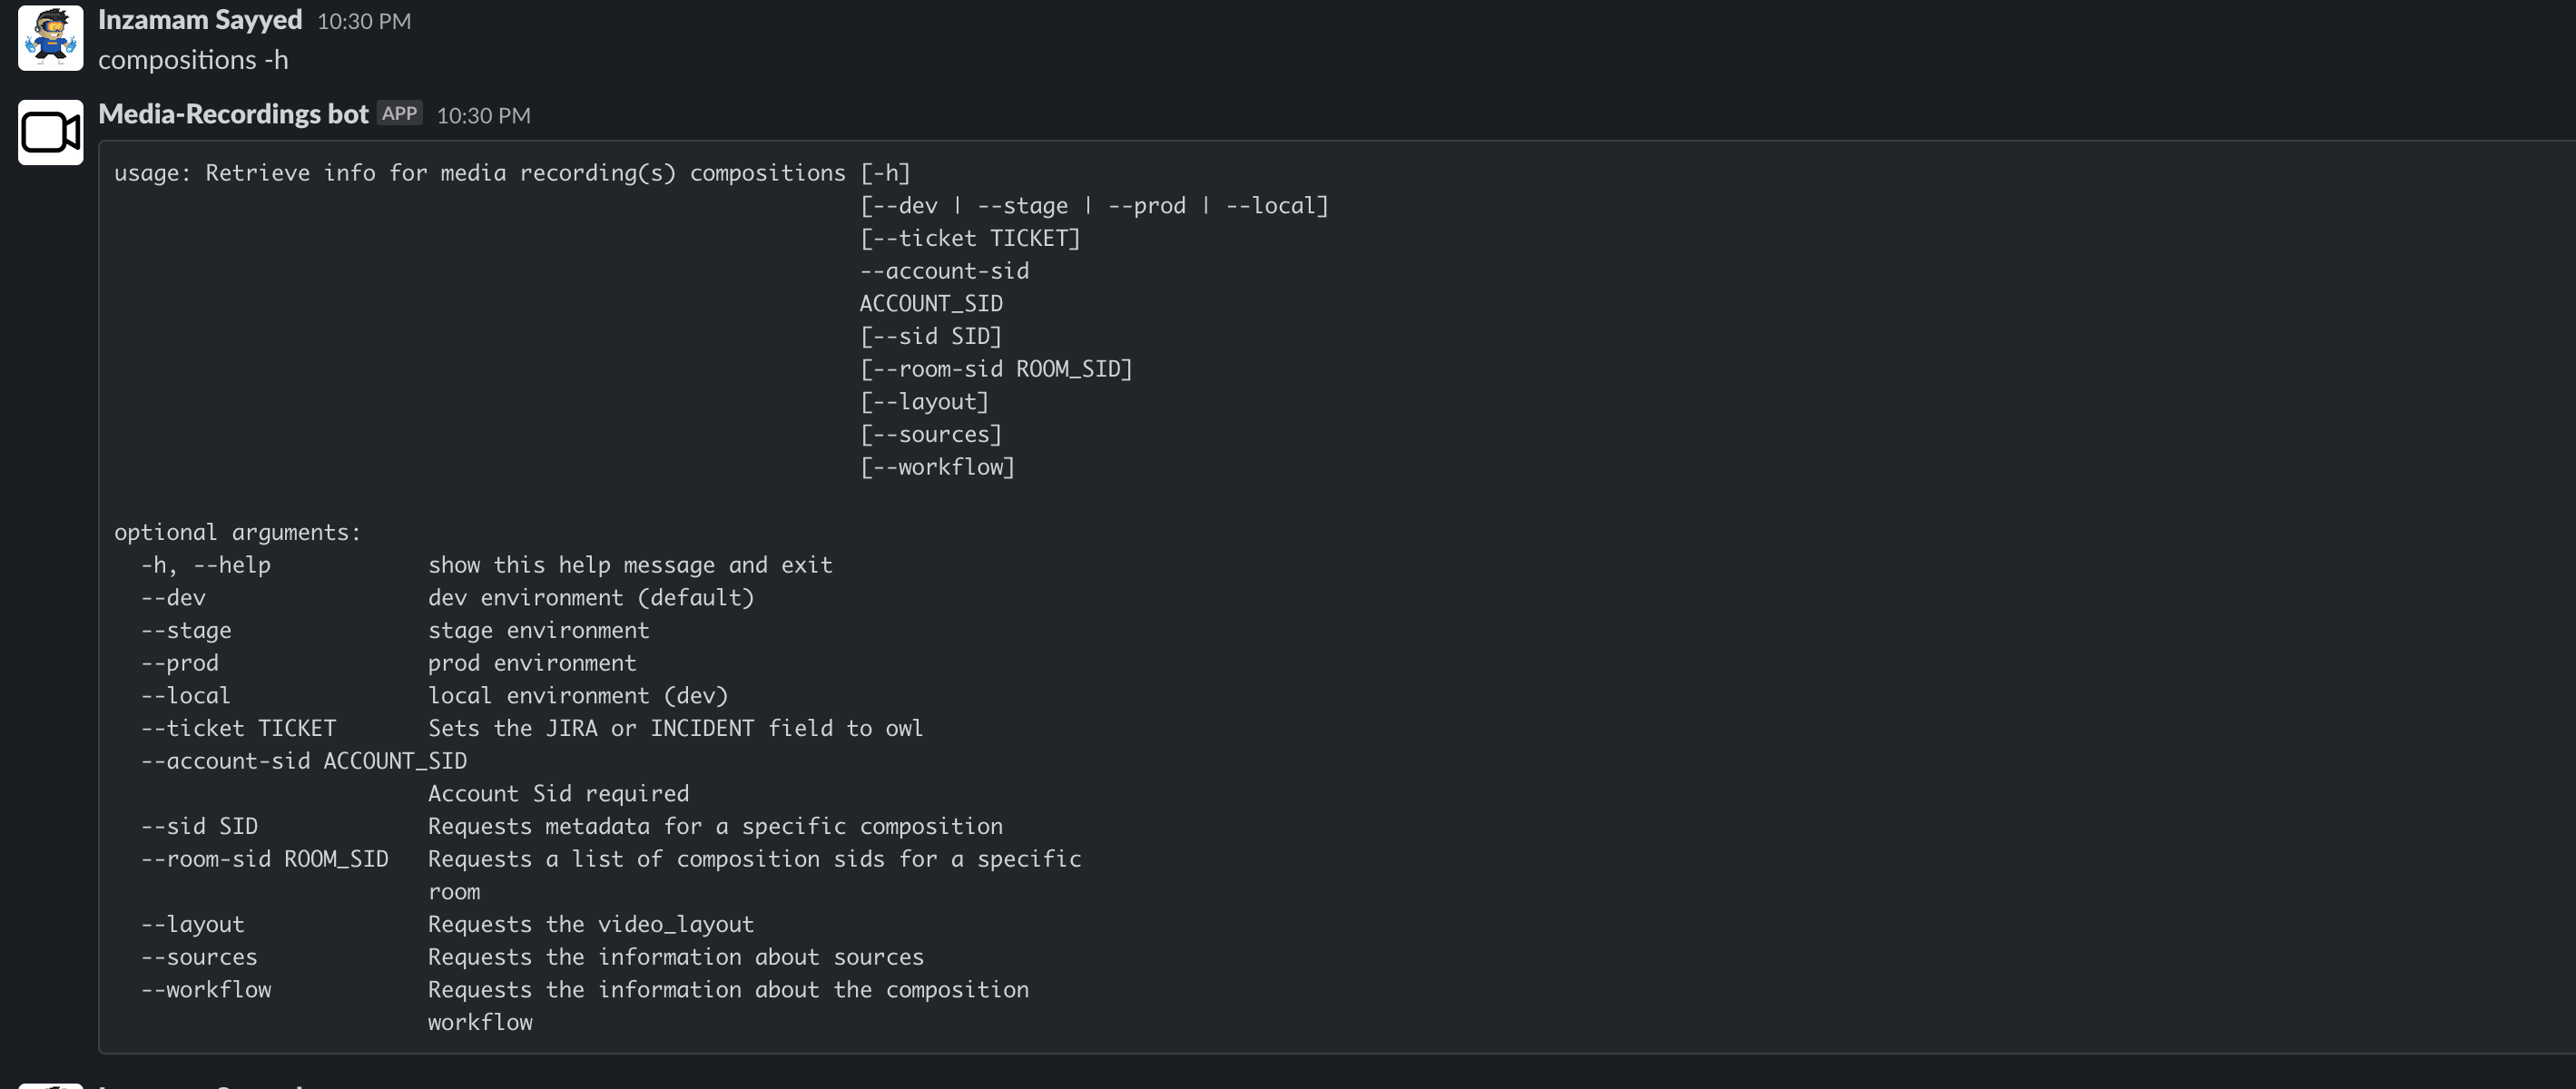 Inzamam Sayyed 10:30 PM
compositions -h
Media-Recordings bot APP 10:30 PM
usage: Retrieve info for media recording(s) compositions [-h]
[--dev | --stage | --prod | --local]
[--ticket TICKET]
--account-sid
ACCOUNT_SID
[--sid SID]
[--room-sid ROOM_SID]
[--layout]
[--sources]
[--workflow]
optional arguments:
-h, --help show this help message and exit
--dev dev environment (default)
--stage stage environment
--prod prod environment
--local local environment (dev)
--ticket TICKET Sets the JIRA or INCIDENT field to owl
--account-sid ACCOUNT_SID
Account Sid required
--sid SID Requests metadata for a specific composition
--room-sid ROOM_SID Requests a list of composition sids for a specific
room
--layout Requests the video_layout
--sources Requests the information about sources
--workflow Requests the information about the composition
workflow